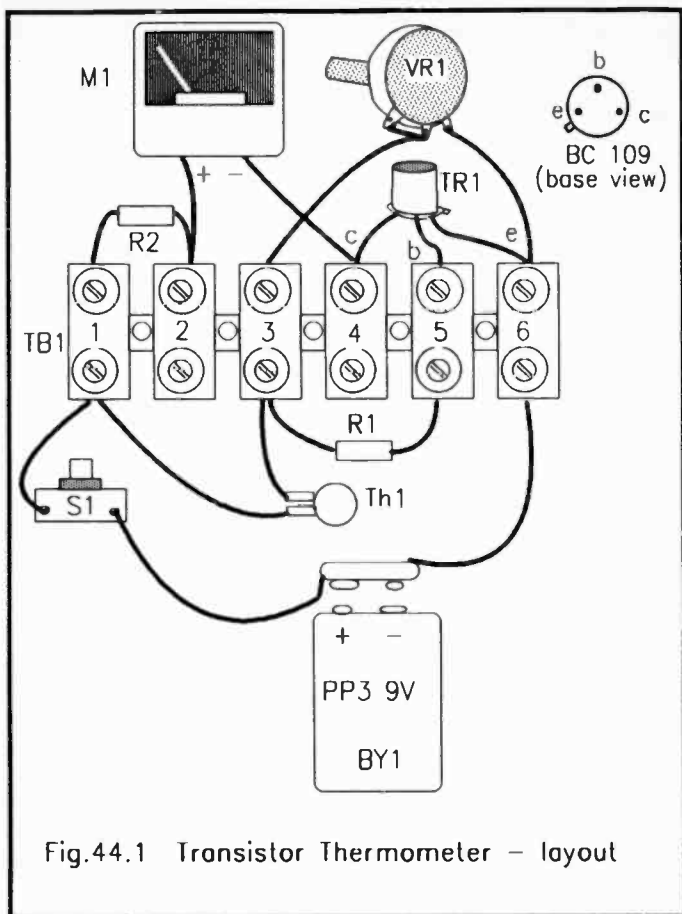 M1
VR1
b
e
c
BC 109
(base view)
+ -
TR1
R2
c
b
e
TB1
1
2
3
4
5
6
R1
S1
Th1
+ -
PP3 9V
BY1
Fig.44.1 Transistor Thermometer - layout